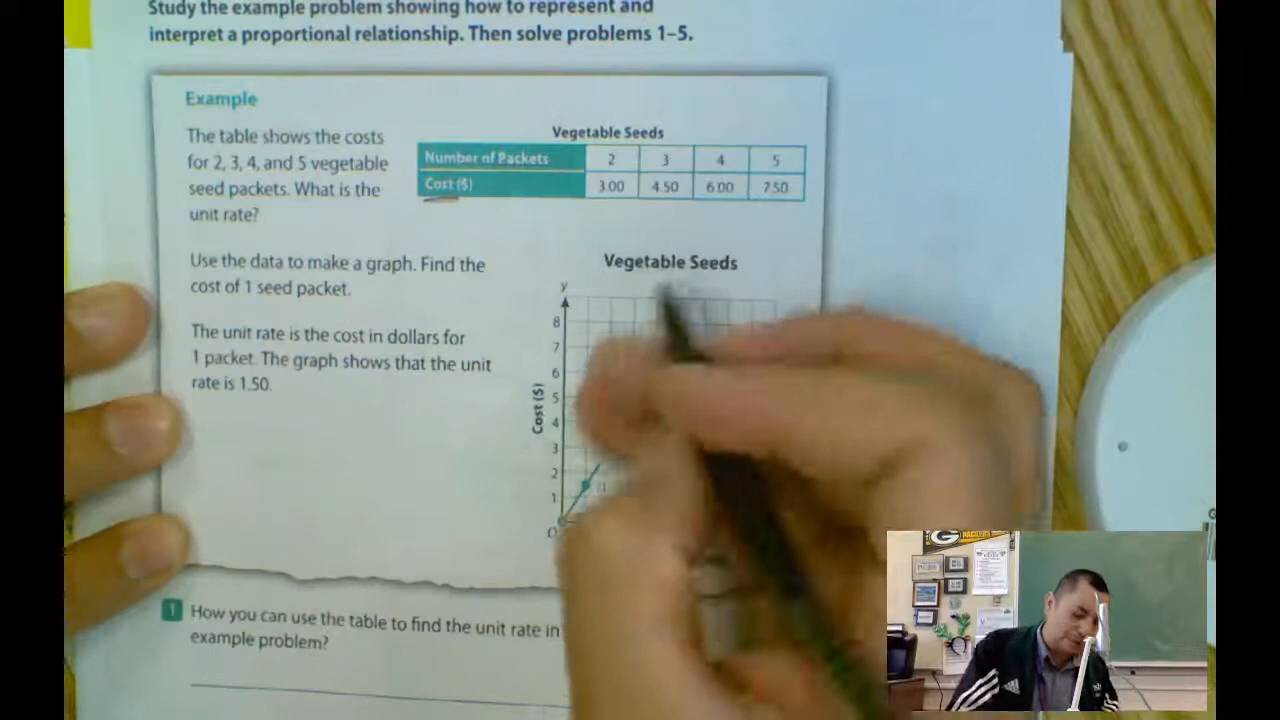 Study the example problem showing how to represent and
interpret a proportional relationship. Then solve problems 1–5.
Example
The table shows the costs
for 2, 3, 4, and 5 vegetable
seed packets. What is the
unit rate?
Vegetable Seeds
Number of Packets 2 3 4 5
Cost ($) 3.00 4.50 6.00 7.50
Use the data to make a graph. Find the
cost of 1 seed packet.
The unit rate is the cost in dollars for
1 packet. The graph shows that the unit
rate is 1.50.
Vegetable Seeds
y
8
7
6
5
4
3
2
1
O
Cost ($)
1 How you can use the table to find the unit rate in
example problem?
G
PACKERS